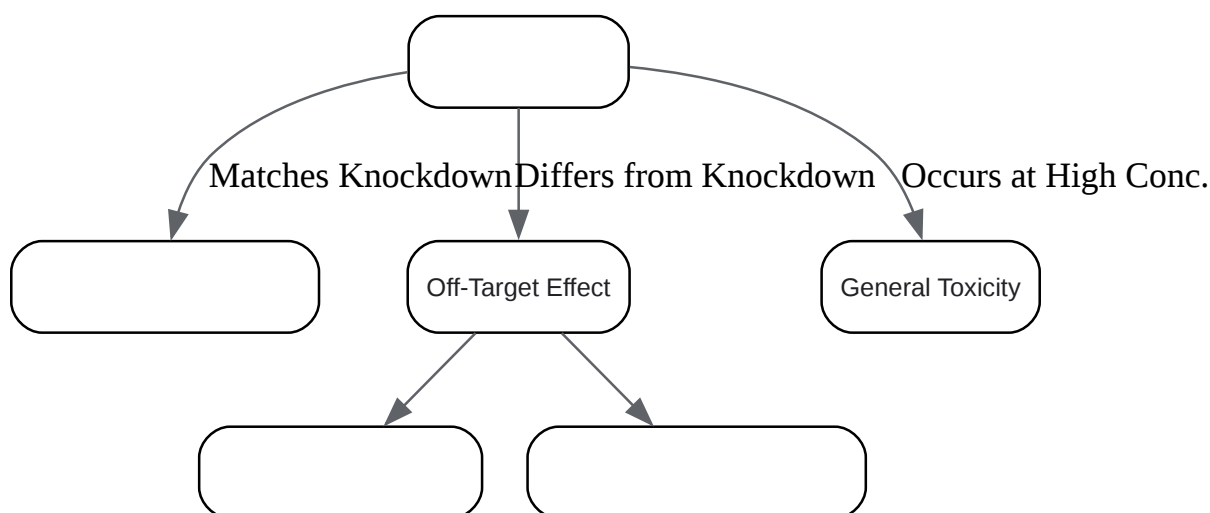 Matches Knockdown
Differs from Knockdown
Occurs at High Conc.
Off-Target Effect
General Toxicity